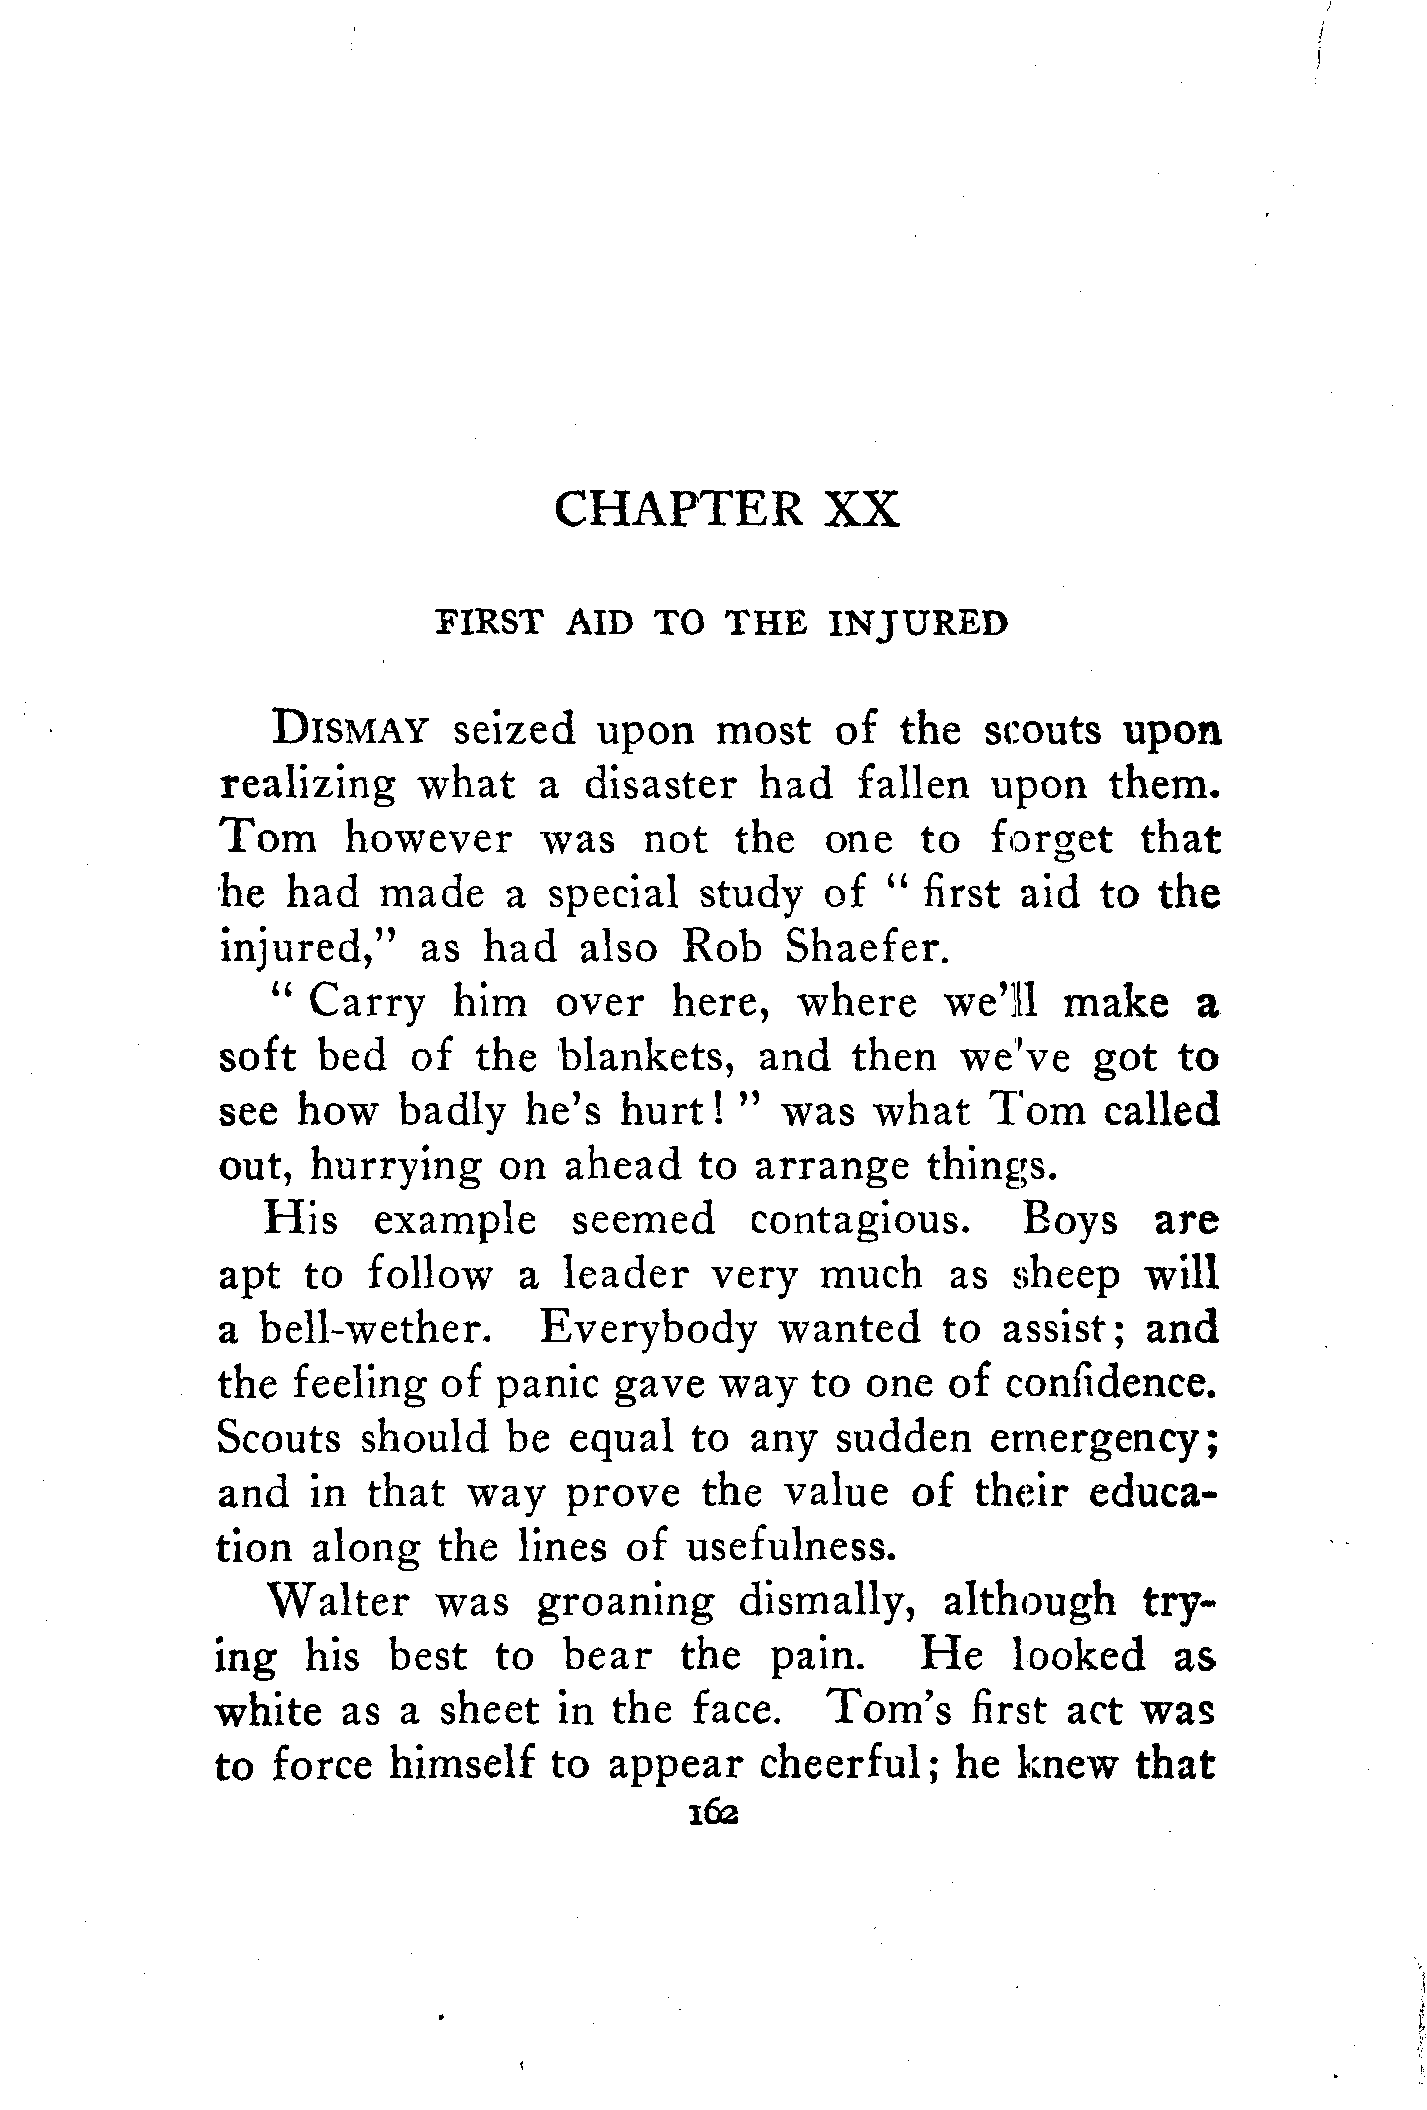 CHAPTER XX
FIRST AID TO THE INJURED
DISMAY seized upon most of the scouts upon
realizing what a disaster had fallen upon them.
Tom however was not the one to forget that
he had made a special study of “ first aid to the
injured,” as had also Rob Shaefer.
“ Carry him over here, where we’ll make a
soft bed of the blankets, and then we’ve got to
see how badly he’s hurt! ” was what Tom called
out, hurrying on ahead to arrange things.
His example seemed contagious. Boys are
apt to follow a leader very much as sheep will
a bell-wether. Everybody wanted to assist; and
the feeling of panic gave way to one of confidence.
Scouts should be equal to any sudden emergency;
and in that way prove the value of their educa-
tion along the lines of usefulness.
Walter was groaning dismally, although try-
ing his best to bear the pain. He looked as
white as a sheet in the face. Tom’s first act was
to force himself to appear cheerful; he knew that
162